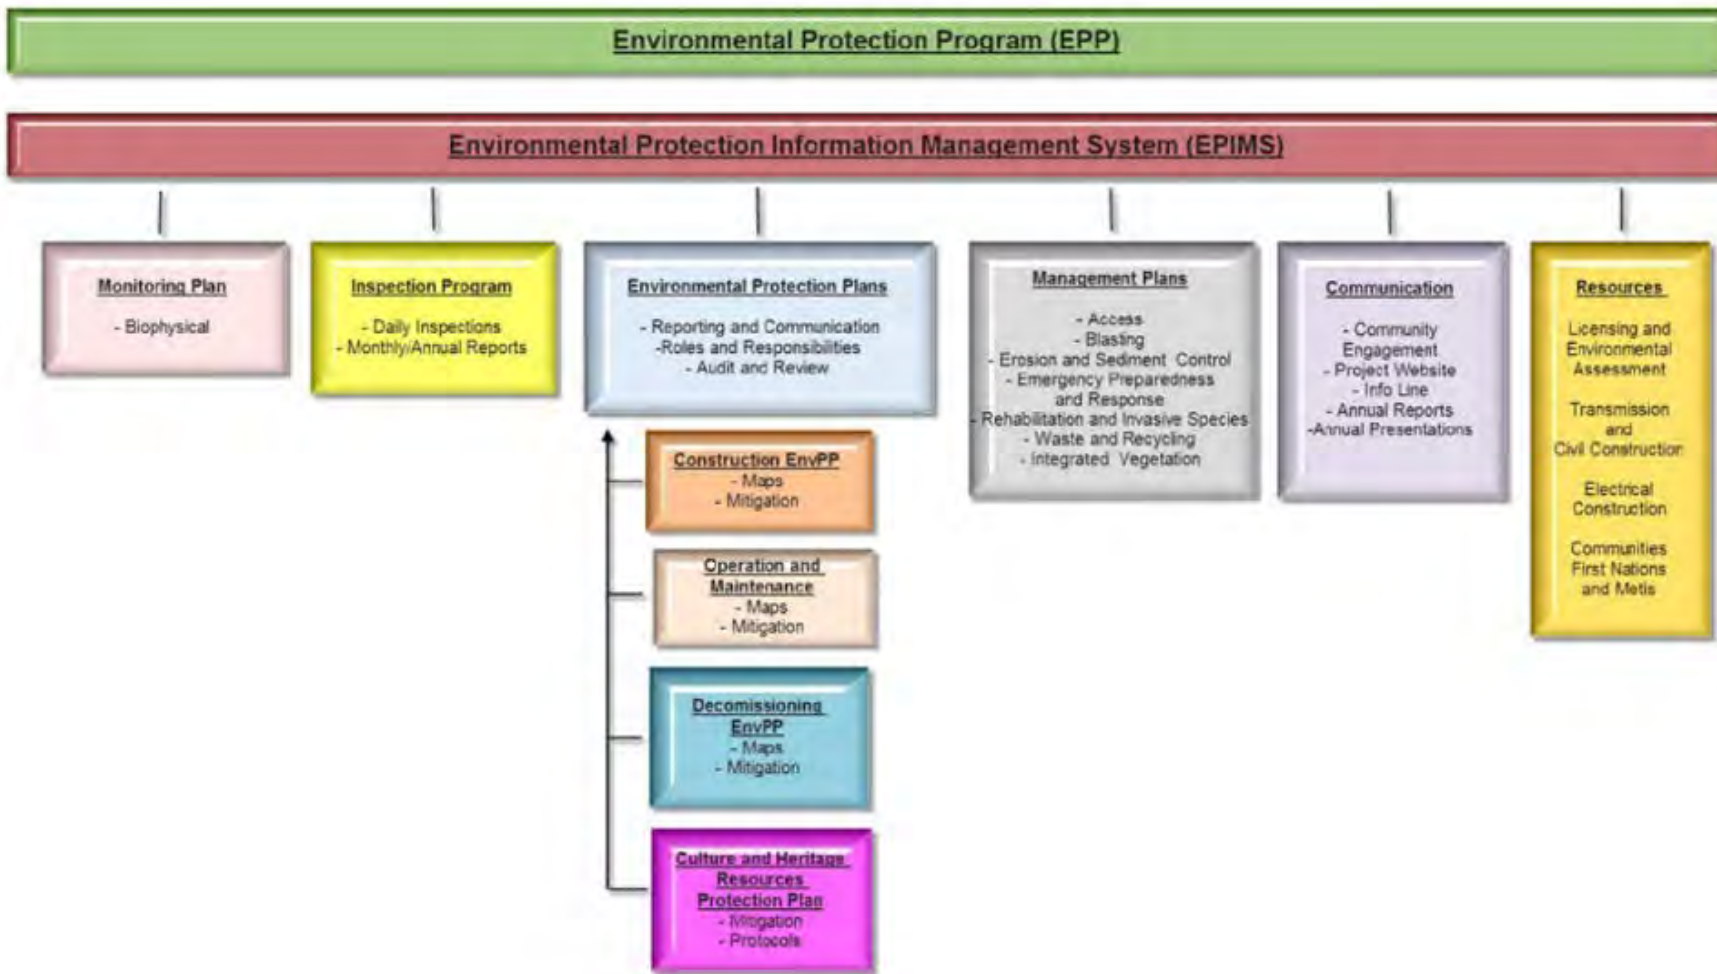 Environmental Protection Program (EPP)
Environmental Protection Information Management System (EPIMS)
Monitoring Plan
- Biophysical
Inspection Program
- Daily Inspections
- Monthly/Annual Reports
Environmental Protection Plans
- Reporting and Communication
-Roles and Responsibilities
- Audit and Review
Construction EnvPP
- Maps
- Mitigation
Operation and
Maintenance
- Maps
- Mitigation
Decomissioning
EnvPP
- Maps
- Mitigation
Culture and Heritage
Resources
Protection Plan
- Mitigation
- Protocols
Management Plans
- Access
- Blasting
- Erosion and Sediment Control
- Emergency Preparedness
and Response
- Rehabilitation and Invasive Species
- Waste and Recycling
- Integrated Vegetation
Communication
- Community
Engagement
- Project Website
- Info Line
- Annual Reports
-Annual Presentations
Resources
Licensing and
Environmental
Assessment
Transmission
and
Civil Construction
Electrical
Construction
Communities
First Nations
and Metis